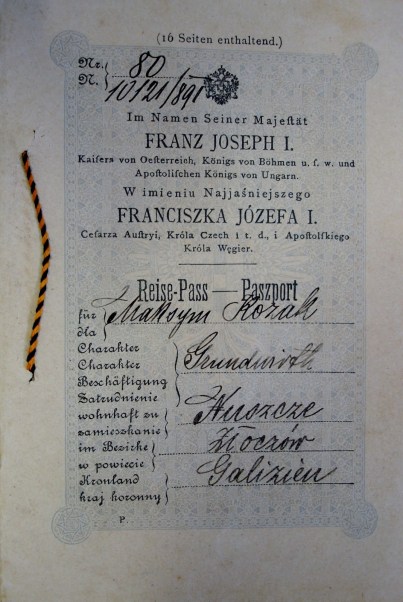 (16 Seiten enthaltend.)
Nr. 80
N. 10121/891
Im Namen Seiner Majestät
FRANZ JOSEPH I.
Kaisers von Oesterreich, Königs von Böhmen u. s. w. und
Apostolischen Königs von Ungarn.
W imieniu Najjaśniejszego
FRANCISZKA JÓZEFA I.
Cesarza Austryi, Króla Czech i t. d., i Apostolskiego
Króla Węgier.
Reise-Pass — Paszport
für
dla Maksym Kozak
Charakter
Charakter Grundwirth
Beschäftigung
Zatrudnienie
wohnhaft zu Hnszcze
zamieszkanie
im Bezirke Złoczów
w powiecie
Kronland Galizien
kraj koronny
P.